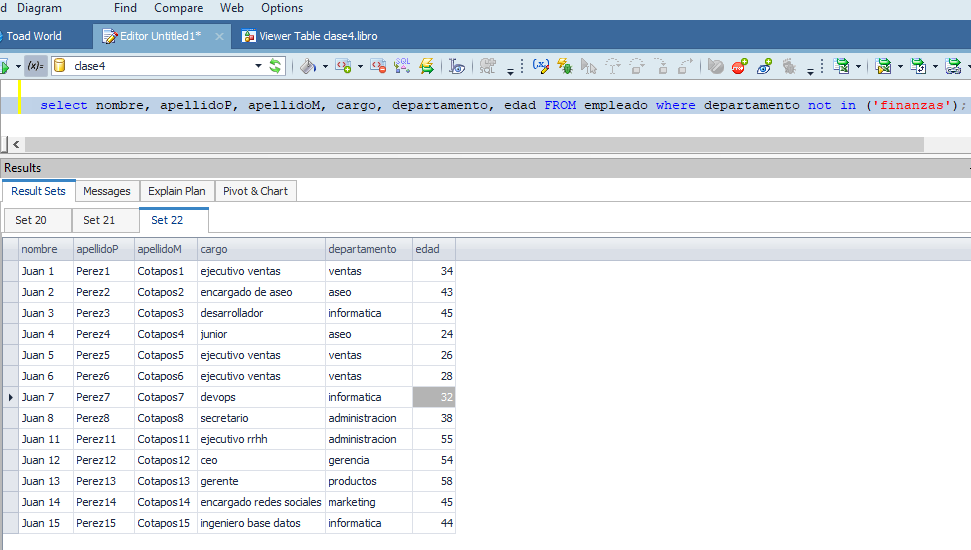 d Diagram Find Compare Web Options
Toad World Editor Untitled1* Viewer Table clase4.libro
(x)= clase4
select nombre, apellidoP, apellidoM, cargo, departamento, edad FROM empleado where departamento not in ('finanzas');
Results
Result Sets Messages Explain Plan Pivot & Chart
Set 20 Set 21 Set 22
nombre apellidoP apellidoM cargo departamento edad
Juan 1 Perez1 Cotapos1 ejecutivo ventas ventas 34
Juan 2 Perez2 Cotapos2 encargado de aseo aseo 43
Juan 3 Perez3 Cotapos3 desarrollador informatica 45
Juan 4 Perez4 Cotapos4 junior aseo 24
Juan 5 Perez5 Cotapos5 ejecutivo ventas ventas 26
Juan 6 Perez6 Cotapos6 ejecutivo ventas ventas 28
Juan 7 Perez7 Cotapos7 devops informatica 32
Juan 8 Perez8 Cotapos8 secretario administracion 38
Juan 11 Perez11 Cotapos11 ejecutivo rrhh administracion 55
Juan 12 Perez12 Cotapos12 ceo gerencia 54
Juan 13 Perez13 Cotapos13 gerente productos 58
Juan 14 Perez14 Cotapos14 encargado redes sociales marketing 45
Juan 15 Perez15 Cotapos15 ingeniero base datos informatica 44